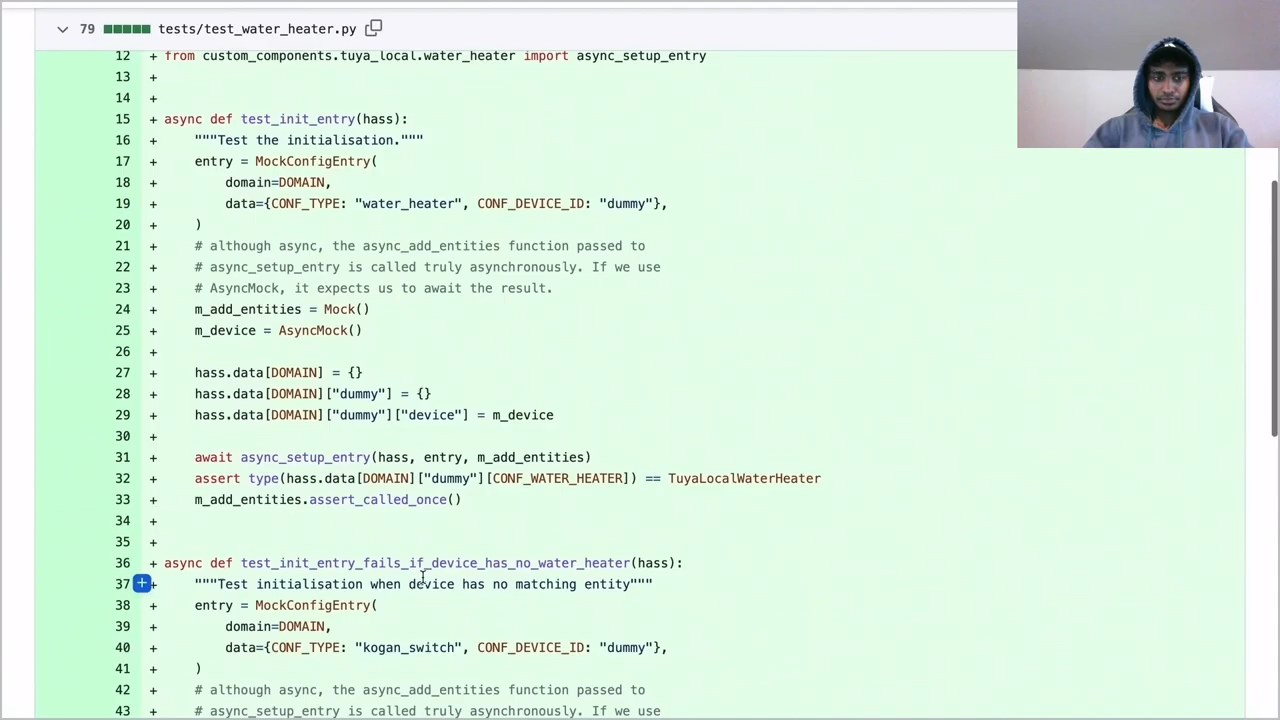 79 tests/test_water_heater.py
12 + from custom_components.tuya_local.water_heater import async_setup_entry
13 +
14 +
15 + async def test_init_entry(hass):
16 + """Test the initialisation."""
17 + entry = MockConfigEntry(
18 + domain=DOMAIN,
19 + data={CONF_TYPE: "water_heater", CONF_DEVICE_ID: "dummy"},
20 + )
21 + # although async, the async_add_entities function passed to
22 + # async_setup_entry is called truly asynchronously. If we use
23 + # AsyncMock, it expects us to await the result.
24 + m_add_entities = Mock()
25 + m_device = AsyncMock()
26 +
27 + hass.data[DOMAIN] = {}
28 + hass.data[DOMAIN]["dummy"] = {}
29 + hass.data[DOMAIN]["dummy"]["device"] = m_device
30 +
31 + await async_setup_entry(hass, entry, m_add_entities)
32 + assert type(hass.data[DOMAIN]["dummy"][CONF_WATER_HEATER]) == TuyaLocalWaterHeater
33 + m_add_entities.assert_called_once()
34 +
35 +
36 + async def test_init_entry_fails_if_device_has_no_water_heater(hass):
37 + """Test initialisation when device has no matching entity"""
38 + entry = MockConfigEntry(
39 + domain=DOMAIN,
40 + data={CONF_TYPE: "kogan_switch", CONF_DEVICE_ID: "dummy"},
41 + )
42 + # although async, the async_add_entities function passed to
43 + # async_setup_entry is called truly asynchronously. If we use